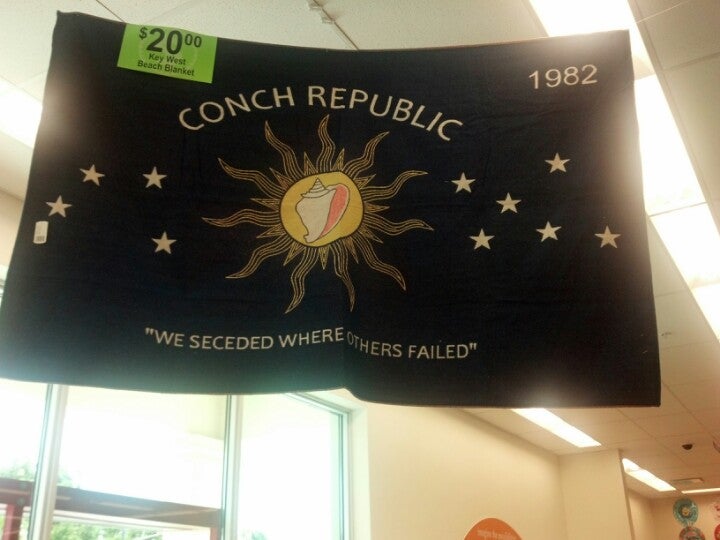 $20.00
Key West
Beach Blanket
1982
CONCH REPUBLIC
"WE SECEDED WHERE OTHERS FAILED"